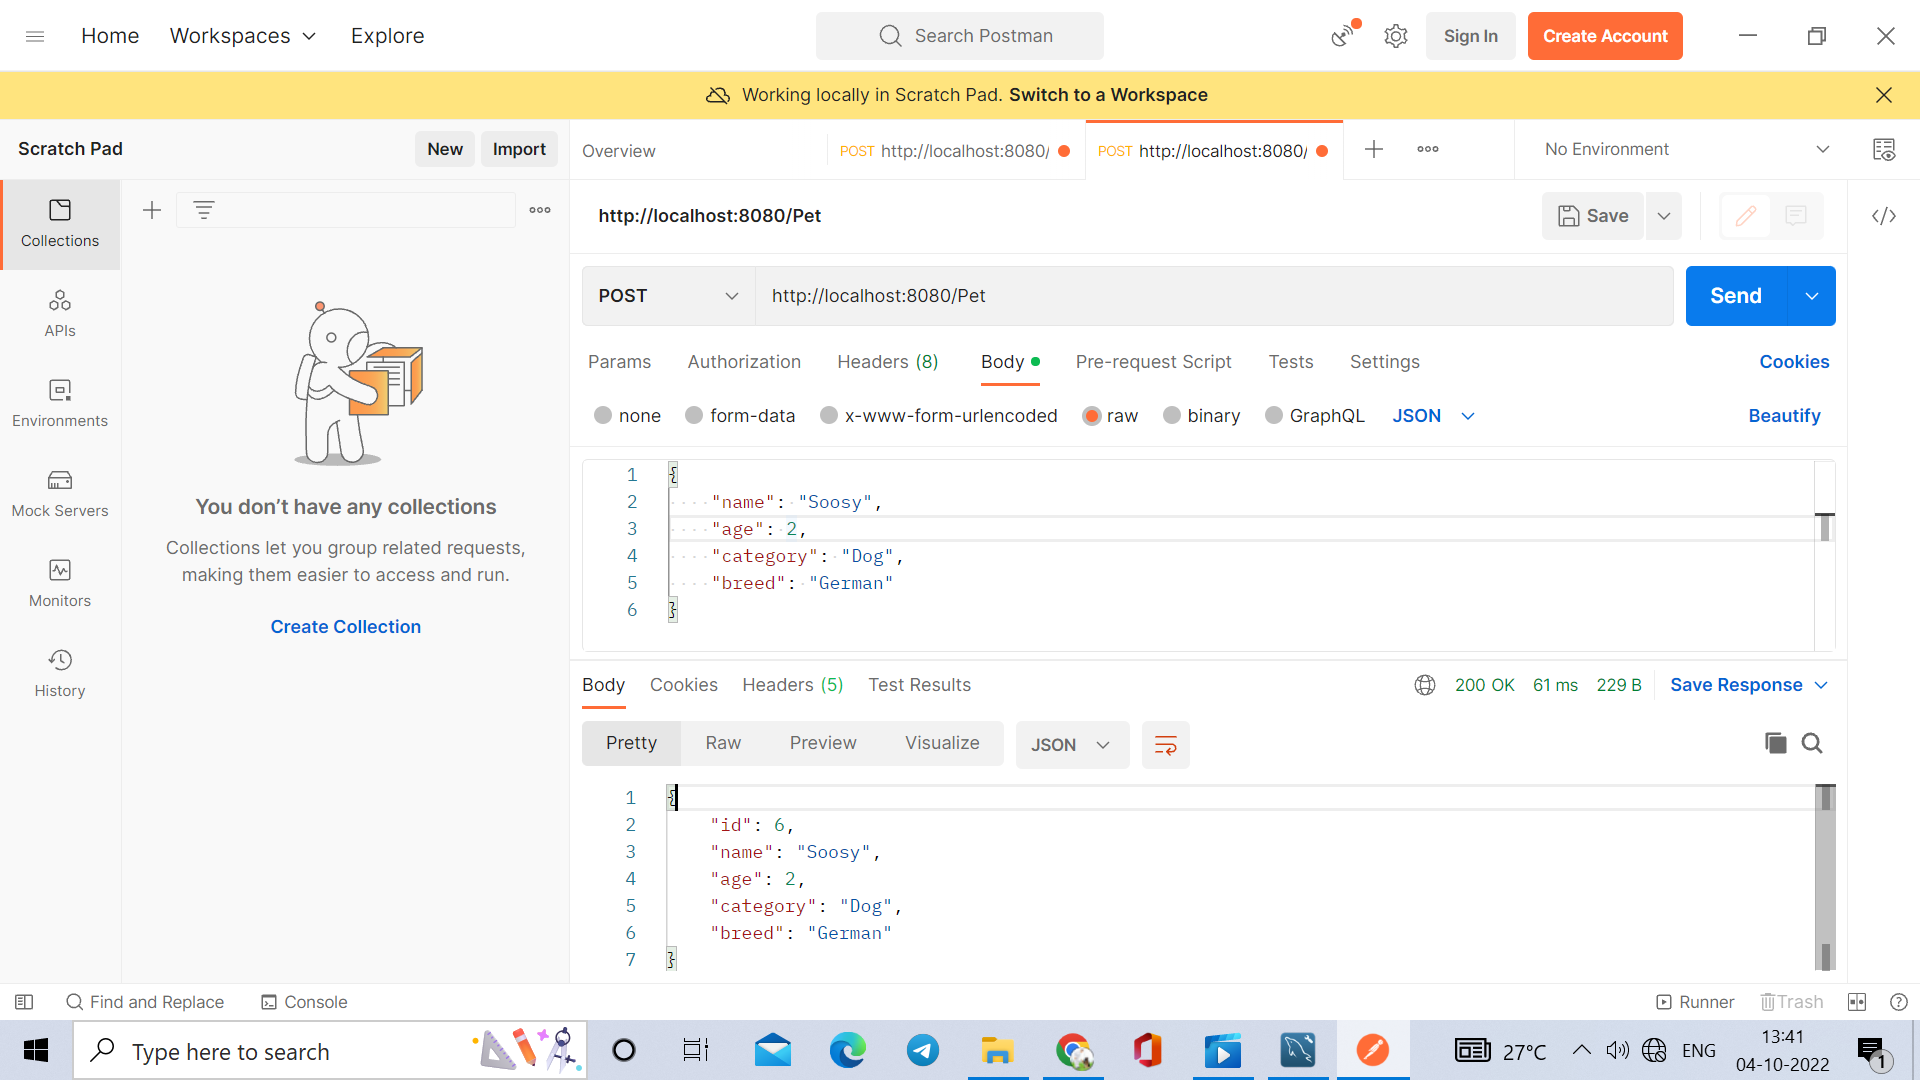 Home Workspaces Explore Search Postman Sign In Create Account
Working locally in Scratch Pad. Switch to a Workspace
Scratch Pad New Import Overview POST http://localhost:8080/ POST http://localhost:8080/ No Environment
Collections
APIs
Environments
Mock Servers
Monitors
History
You don't have any collections
Collections let you group related requests,
making them easier to access and run.
Create Collection
http://localhost:8080/Pet Save
POST http://localhost:8080/Pet Send
Params Authorization Headers (8) Body Pre-request Script Tests Settings Cookies
none form-data x-www-form-urlencoded raw binary GraphQL JSON Beautify
1 {
2 "name": "Soosy",
3 "age": 2,
4 "category": "Dog",
5 "breed": "German"
6 }
Body Cookies Headers (5) Test Results 200 OK 61 ms 229 B Save Response
Pretty Raw Preview Visualize JSON
1 {
2 "id": 6,
3 "name": "Soosy",
4 "age": 2,
5 "category": "Dog",
6 "breed": "German"
7 }
Find and Replace Console Runner Trash
Type here to search 27°C ENG 13:41
04-10-2022 1